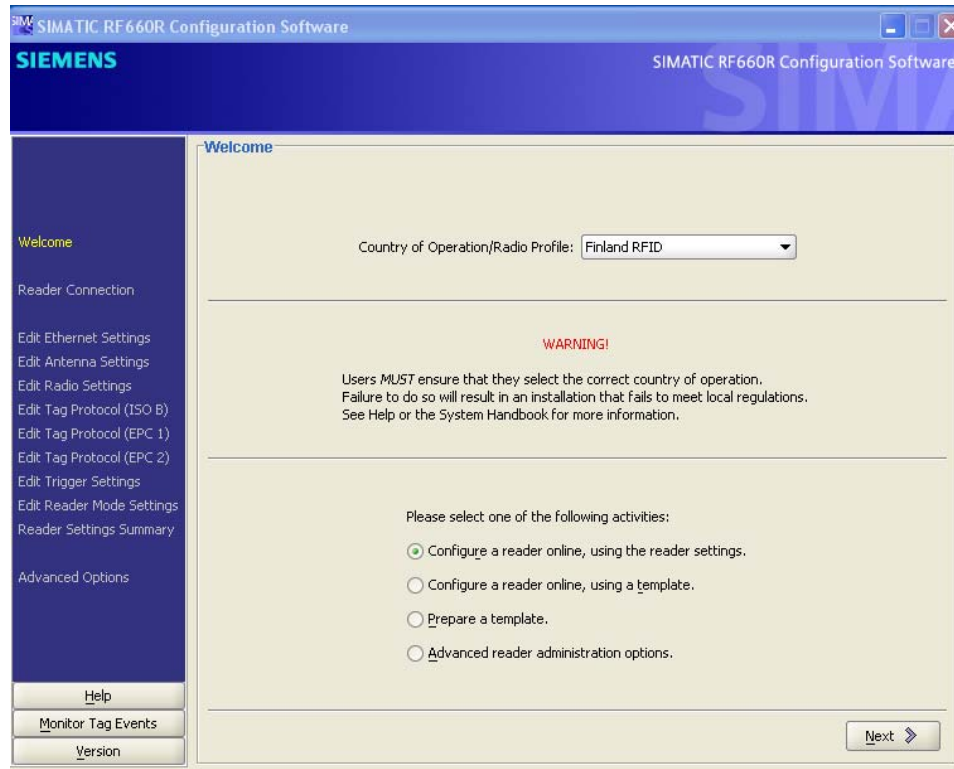 SIMATIC RF660R Configuration Software
SIEMENS
SIMATIC RF660R Configuration Software
Welcome
Reader Connection
Edit Ethernet Settings
Edit Antenna Settings
Edit Radio Settings
Edit Tag Protocol (ISO B)
Edit Tag Protocol (EPC 1)
Edit Tag Protocol (EPC 2)
Edit Trigger Settings
Edit Reader Mode Settings
Reader Settings Summary
Advanced Options
Help
Monitor Tag Events
Version
Welcome
Country of Operation/Radio Profile: Finland RFID
WARNING!
Users MUST ensure that they select the correct country of operation.
Failure to do so will result in an installation that fails to meet local regulations.
See Help or the System Handbook for more information.
Please select one of the following activities:
Configure a reader online, using the reader settings.
Configure a reader online, using a template.
Prepare a template.
Advanced reader administration options.
Next